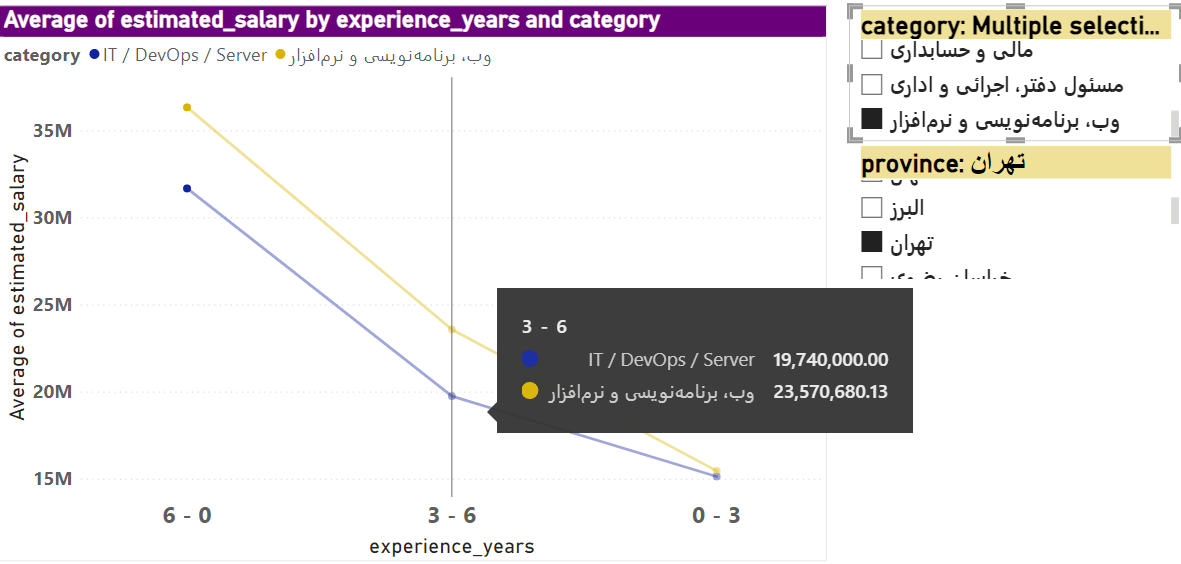 Average of estimated_salary by experience_years and category
category IT / DevOps / Server وب، برنامه‌نویسی و نرم‌افزار
Average of estimated_salary
35M
30M
25M
20M
15M
6 - 0
3 - 6
0 - 3
experience_years
3 - 6
IT / DevOps / Server 19,740,000.00
وب، برنامه‌نویسی و نرم‌افزار 23,570,680.13
category: Multiple selecti...
مالی و حسابداری
مسئول دفتر، اجرائی و اداری
وب، برنامه‌نویسی و نرم‌افزار
province: تهران
البرز
تهران